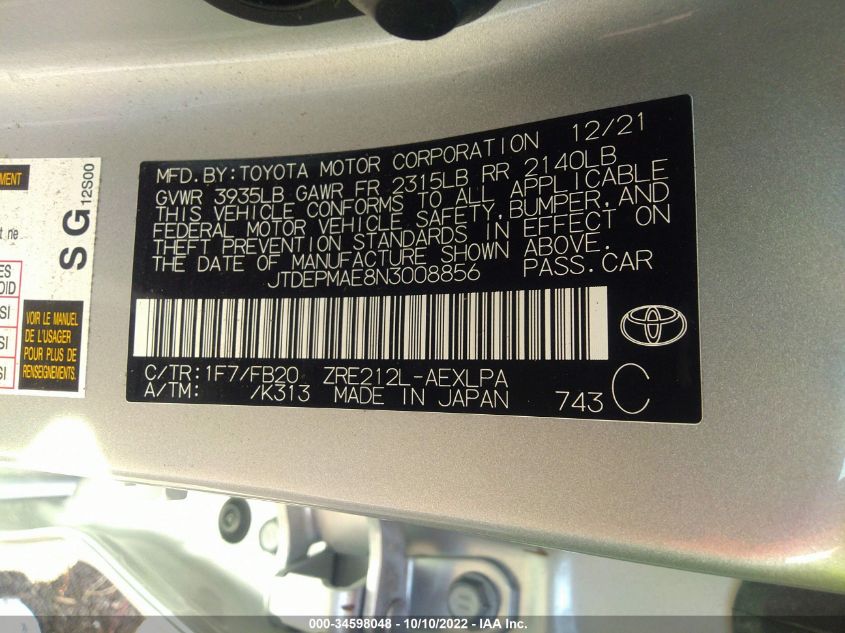 MFD. BY: TOYOTA MOTOR CORPORATION 12/21
GVWR 3935LB GAWR FR 2315LB RR 2140LB
THIS VEHICLE CONFORMS TO ALL APPLICABLE
FEDERAL MOTOR VEHICLE SAFETY, BUMPER, AND
THEFT PREVENTION STANDARDS IN EFFECT ON
THE DATE OF MANUFACTURE SHOWN ABOVE.
JTDEPMAE8N3008856 PASS. CAR
C/TR: 1F7/FB20 ZRE212L-AEXLPA
A/TM: /K313 MADE IN JAPAN 743 C
SG 12S00
VOIR LE MANUEL
DE L'USAGER
POUR PLUS DE
RENSEIGNEMENTS.
000-34598048 - 10/10/2022 - IAA Inc.